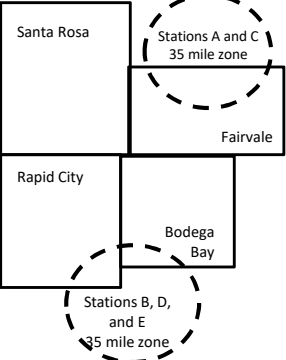 Santa Rosa
Stations A and C
35 mile zone
Fairvale
Rapid City
Bodega
Bay
Stations B, D,
and E
35 mile zone